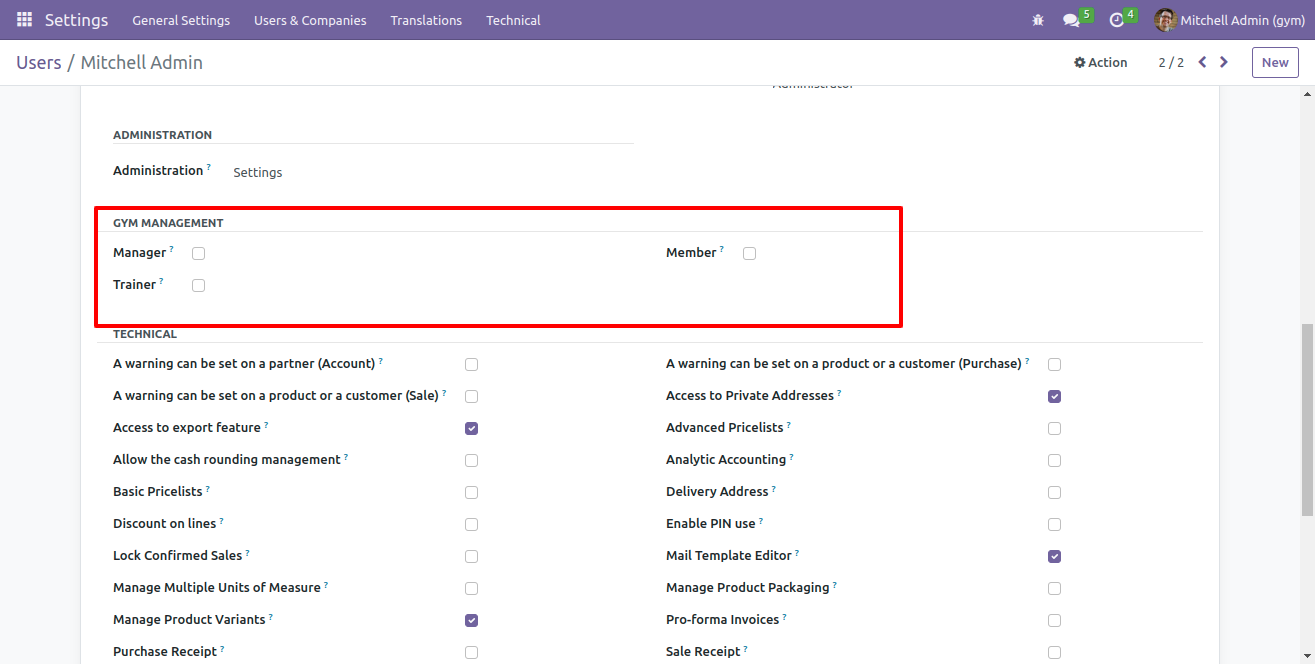 Settings General Settings Users & Companies Translations Technical 5 4 Mitchell Admin (gym)
Users / Mitchell Admin Action 2 / 2 New
Administrator
ADMINISTRATION
Administration ? Settings
GYM MANAGEMENT
Manager ? Member ?
Trainer ?
TECHNICAL
A warning can be set on a partner (Account) ? A warning can be set on a product or a customer (Purchase) ?
A warning can be set on a product or a customer (Sale) ? Access to Private Addresses ?
Access to export feature ? Advanced Pricelists ?
Allow the cash rounding management ? Analytic Accounting ?
Basic Pricelists ? Delivery Address ?
Discount on lines ? Enable PIN use ?
Lock Confirmed Sales ? Mail Template Editor ?
Manage Multiple Units of Measure ? Manage Product Packaging ?
Manage Product Variants ? Pro-forma Invoices ?
Purchase Receipt ? Sale Receipt ?